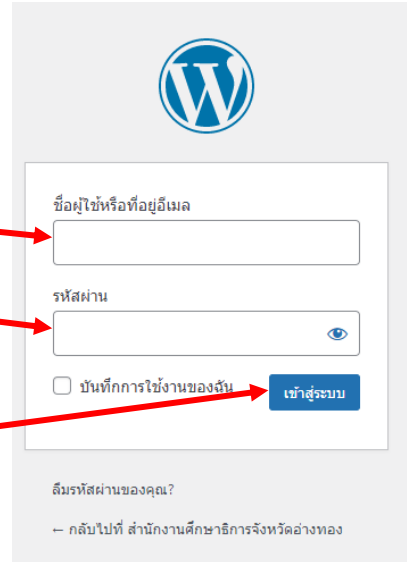 ชื่อผู้ใช้หรือที่อยู่อีเมล
รหัสผ่าน
บันทึกการใช้งานของฉัน
เข้าสู่ระบบ
ลืมรหัสผ่านของคุณ?
← กลับไปที่ สำนักงานศึกษาธิการจังหวัดอ่างทอง